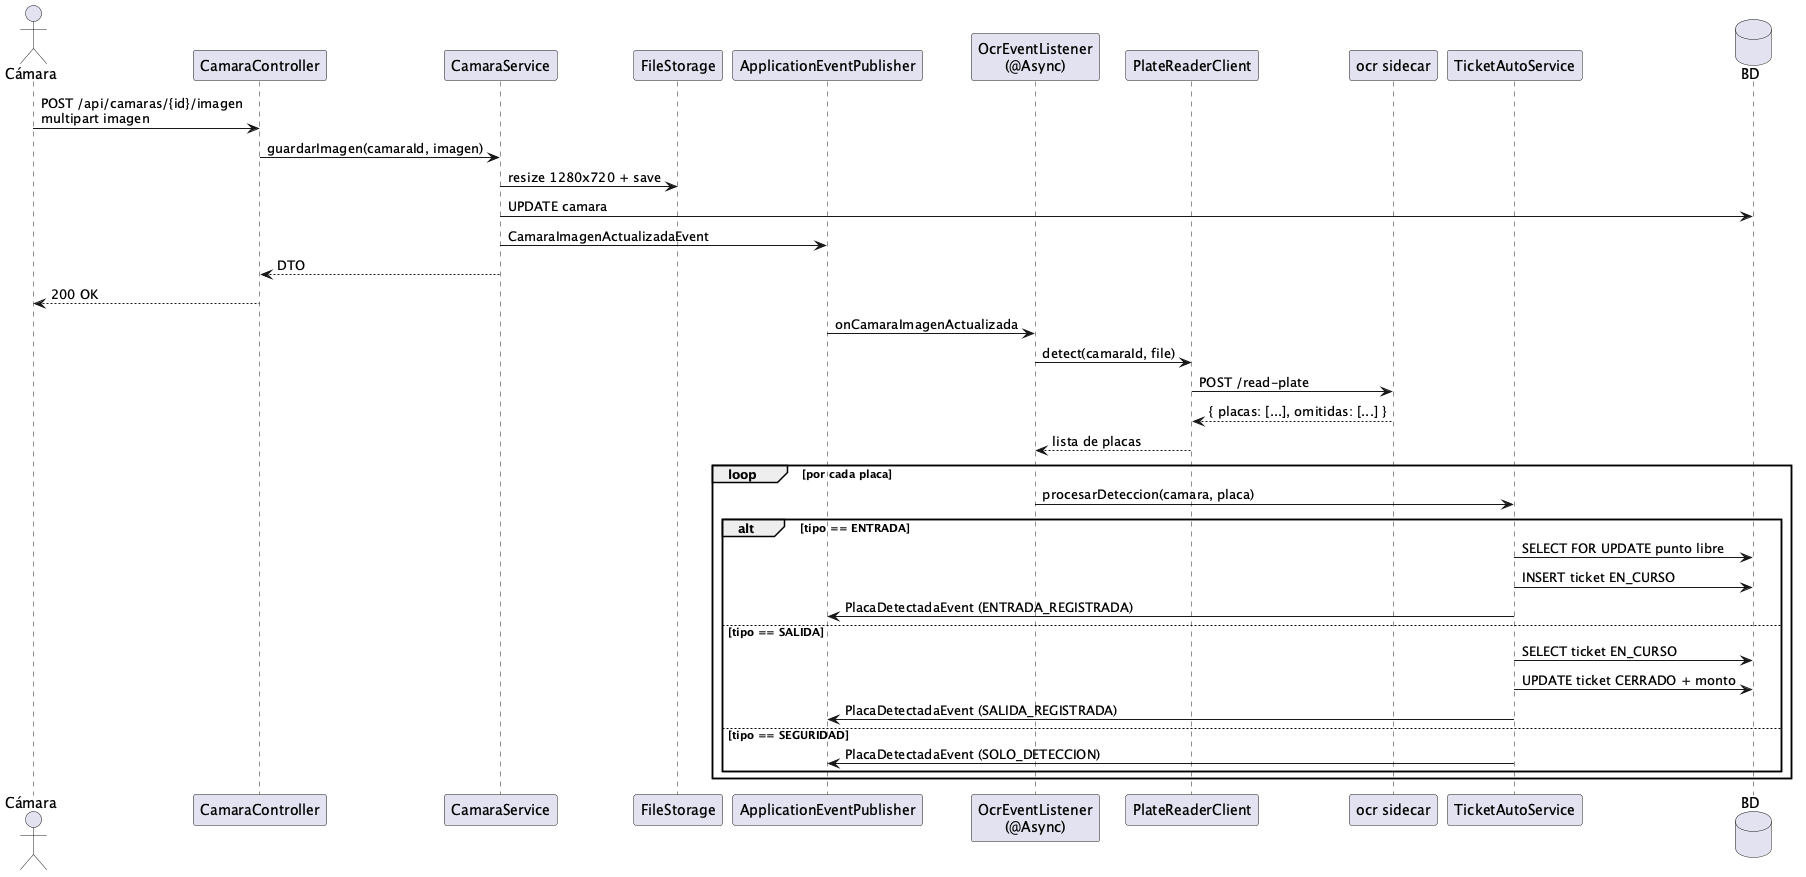 Cámara
CamaraController
CamaraService
FileStorage
ApplicationEventPublisher
OcrEventListener
(@Async)
PlateReaderClient
ocr sidecar
TicketAutoService
BD
POST /api/camaras/{id}/imagen
multipart imagen
guardarImagen(camaraId, imagen)
resize 1280x720 + save
UPDATE camara
CamaraImagenActualizadaEvent
DTO
200 OK
onCamaraImagenActualizada
detect(camaraId, file)
POST /read-plate
{ placas: [...], omitidas: [...] }
lista de placas
loop [por cada placa]
procesarDeteccion(camara, placa)
alt [tipo == ENTRADA]
SELECT FOR UPDATE punto libre
INSERT ticket EN_CURSO
PlacaDetectadaEvent (ENTRADA_REGISTRADA)
[tipo == SALIDA]
SELECT ticket EN_CURSO
UPDATE ticket CERRADO + monto
PlacaDetectadaEvent (SALIDA_REGISTRADA)
[tipo == SEGURIDAD]
PlacaDetectadaEvent (SOLO_DETECCION)
Cámara
CamaraController
CamaraService
FileStorage
ApplicationEventPublisher
OcrEventListener
(@Async)
PlateReaderClient
ocr sidecar
TicketAutoService
BD